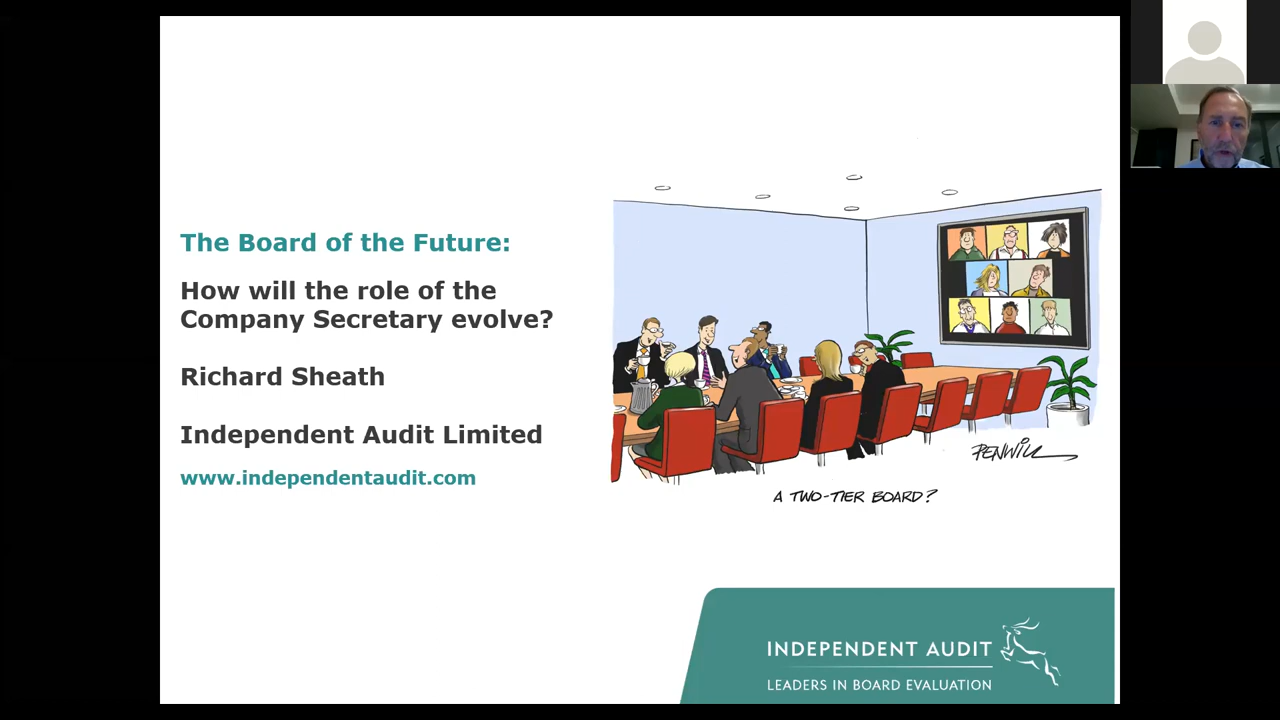 The Board of the Future:
How will the role of the
Company Secretary evolve?
Richard Sheath
Independent Audit Limited
www.independentaudit.com
PENWILL
A TWO-TIER BOARD?
INDEPENDENT AUDIT
LEADERS IN BOARD EVALUATION